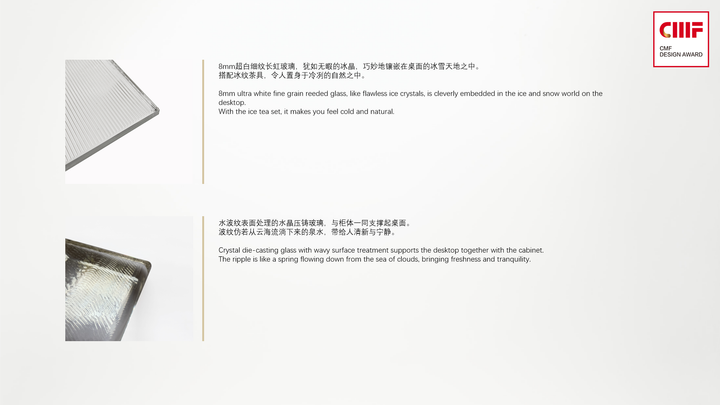 CMF
CMF
DESIGN AWARD
8mm超白细纹长虹玻璃，犹如无暇的冰晶，巧妙地镶嵌在桌面的冰雪天地之中。
搭配冰纹茶具，令人置身于冷冽的自然之中。
8mm ultra white fine grain reeded glass, like flawless ice crystals, is cleverly embedded in the ice and snow world on the
desktop.
With the ice tea set, it makes you feel cold and natural.
水波纹表面处理的水晶压铸玻璃，与柜体一同支撑起桌面。
波纹仿若从云海流淌下来的泉水，带给人清新与宁静。
Crystal die-casting glass with wavy surface treatment supports the desktop together with the cabinet.
The ripple is like a spring flowing down from the sea of clouds, bringing freshness and tranquility.